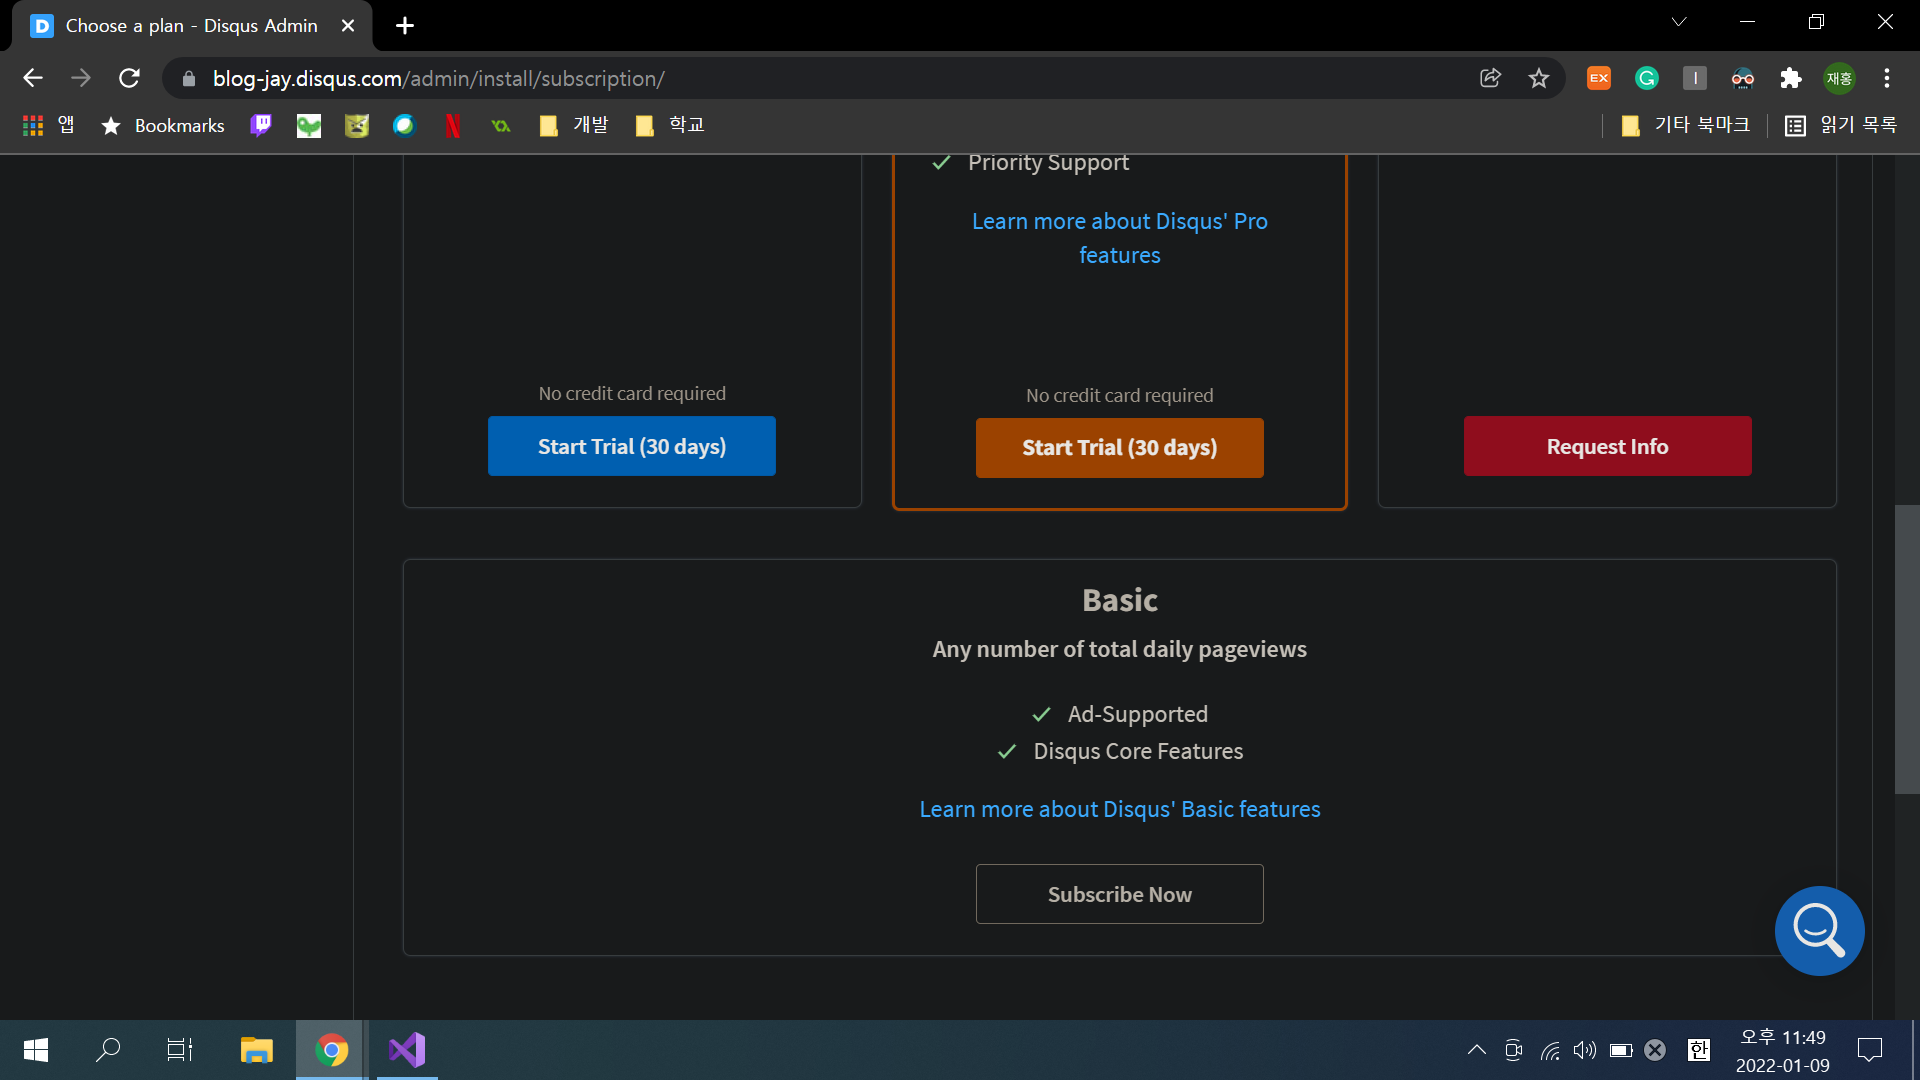 Choose a plan - Disqus Admin
blog-jay.disqus.com/admin/install/subscription/
EX
재홍
앱
Bookmarks
개발
학교
기타 북마크
읽기 목록
Priority Support
Learn more about Disqus' Pro
features
No credit card required
Start Trial (30 days)
No credit card required
Start Trial (30 days)
Request Info
Basic
Any number of total daily pageviews
Ad-Supported
Disqus Core Features
Learn more about Disqus' Basic features
Subscribe Now
한
오후 11:49
2022-01-09